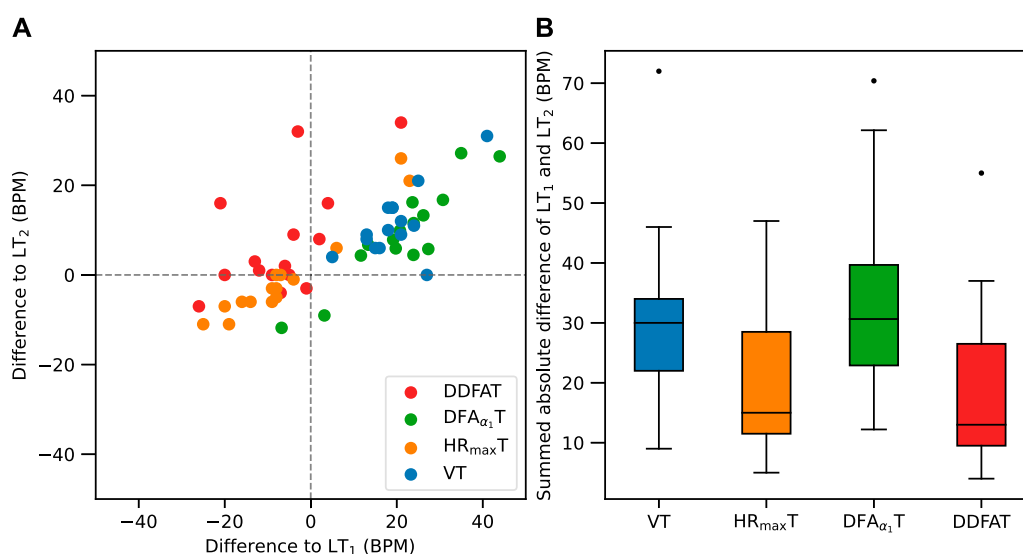 A
B
Difference to LT₂ (BPM)
40
20
0
−20
−40
−40
−20
0
20
40
Difference to LT₁ (BPM)
DDFAT
DFAα₁T
HRmaxT
VT
Summed absolute difference of LT₁ and LT₂ (BPM)
70
60
50
40
30
20
10
VT
HRmaxT
DFAα₁T
DDFAT